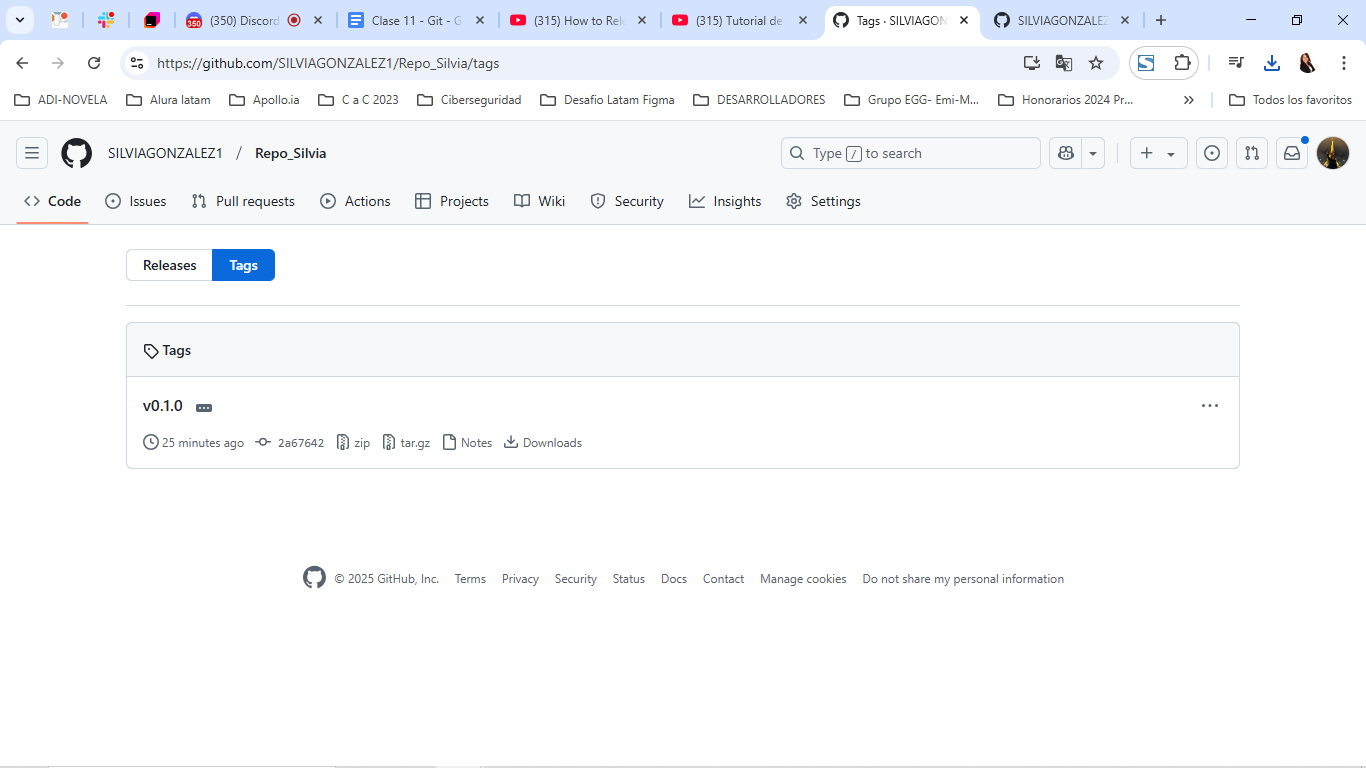 (350) Discord
Clase 11 - Git - G
(315) How to Rele
(315) Tutorial de
Tags · SILVIAGON
SILVIAGONZALEZ
https://github.com/SILVIAGONZALEZ1/Repo_Silvia/tags
ADI-NOVELA
Alura latam
Apollo.ia
C a C 2023
Ciberseguridad
Desafio Latam Figma
DESARROLLADORES
Grupo EGG- Emi-M...
Honorarios 2024 Pr...
Todos los favoritos
SILVIAGONZALEZ1 / Repo_Silvia
Type / to search
Code
Issues
Pull requests
Actions
Projects
Wiki
Security
Insights
Settings
Releases
Tags
Tags
v0.1.0
25 minutes ago
2a67642
zip
tar.gz
Notes
Downloads
© 2025 GitHub, Inc.
Terms
Privacy
Security
Status
Docs
Contact
Manage cookies
Do not share my personal information